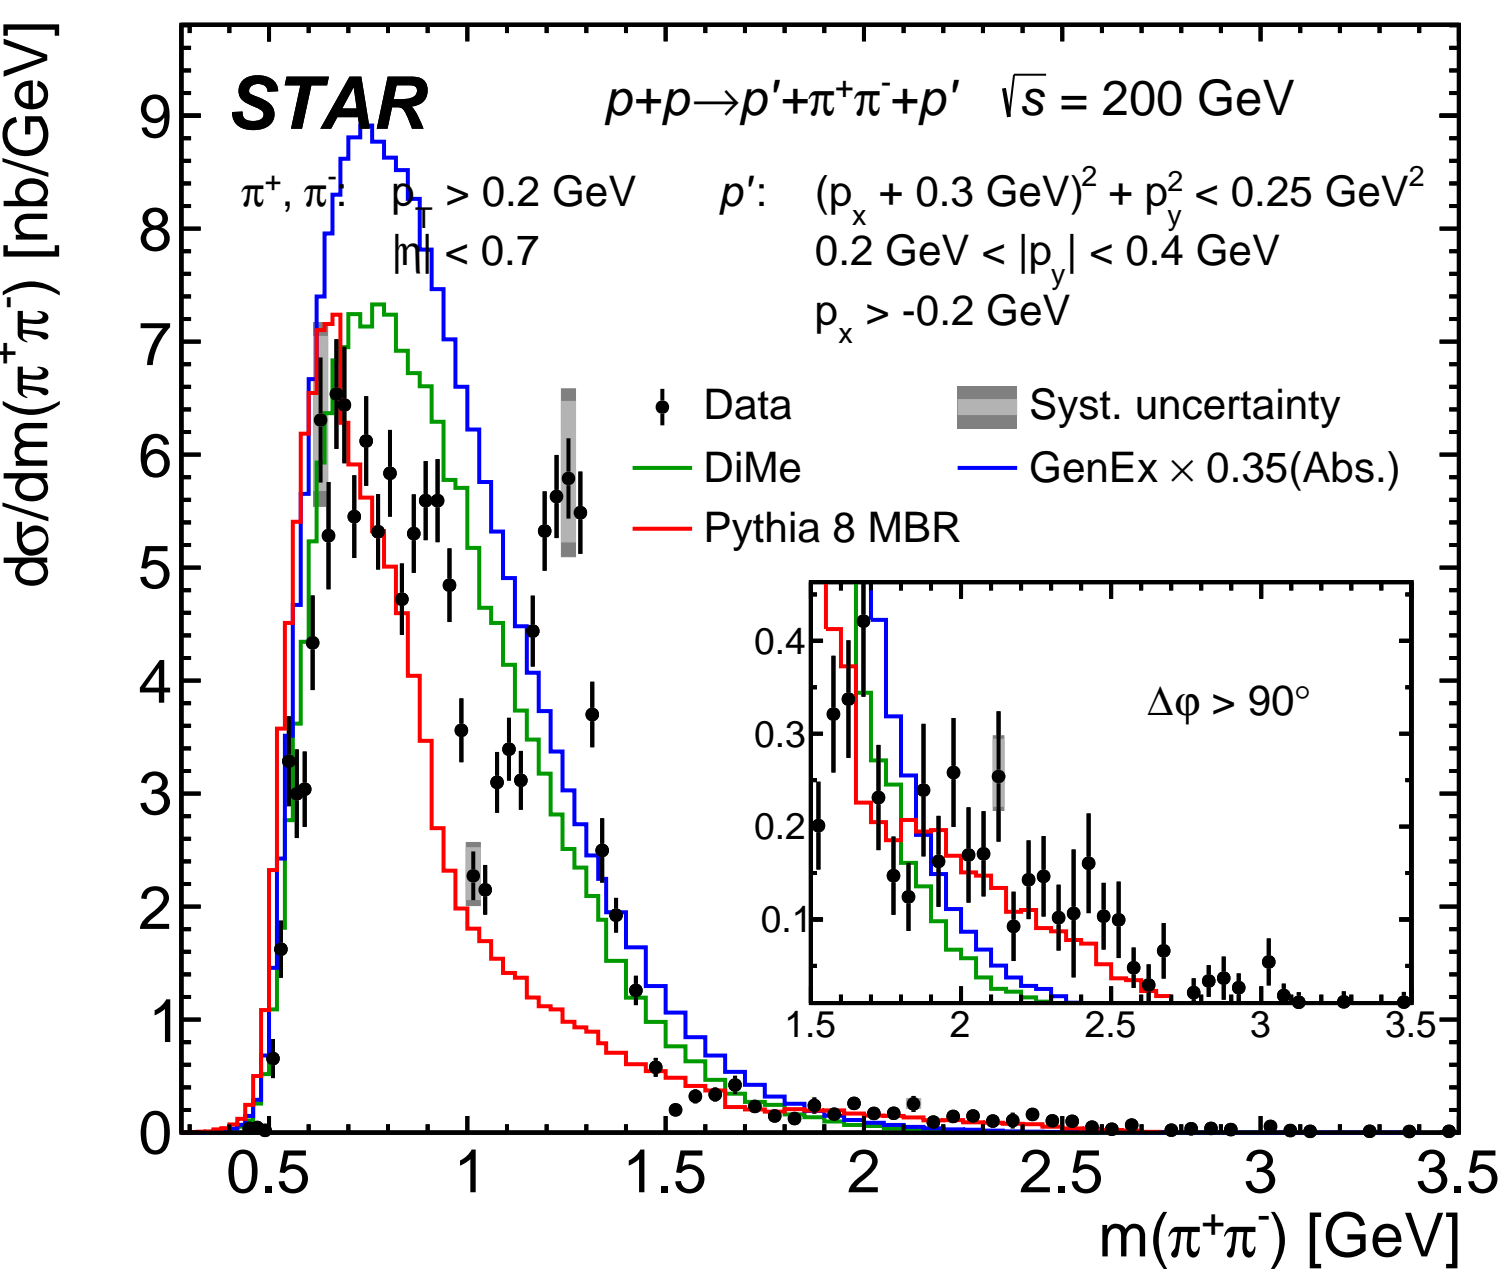 STAR p+p→p′+π⁺π⁻+p′ √s = 200 GeV
π⁺, π⁻: p_T > 0.2 GeV p′: (p_x + 0.3 GeV)² + p_y² < 0.25 GeV²
|η| < 0.7 0.2 GeV < |p_y| < 0.4 GeV
p_x > -0.2 GeV
Data Syst. uncertainty
DiMe GenEx × 0.35(Abs.)
Pythia 8 MBR
Δφ > 90°
0.4
0.3
0.2
0.1
1.5 2 2.5 3 3.5
dσ/dm(π⁺π⁻) [nb/GeV]
9
8
7
6
5
4
3
2
1
0
0.5 1 1.5 2 2.5 3 3.5
m(π⁺π⁻) [GeV]